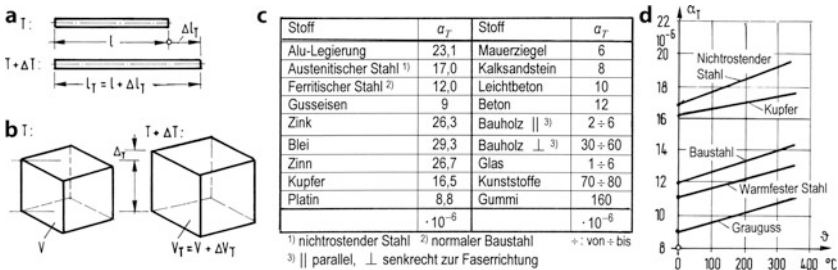 a T:
l
Δl_T
T+ΔT:
l_T = l + Δl_T
b T:
T + ΔT:
Δ_T
V
V_T = V + ΔV_T
c
Stoff α_T Stoff α_T
Alu-Legierung 23,1 Mauerziegel 6
Austenitischer Stahl ¹⁾ 17,0 Kalksandstein 8
Ferritischer Stahl ²⁾ 12,0 Leichtbeton 10
Gusseisen 9 Beton 12
Zink 26,3 Bauholz || ³⁾ 2÷6
Blei 29,3 Bauholz ⊥ ³⁾ 30÷60
Zinn 26,7 Glas 1÷6
Kupfer 16,5 Kunststoffe 70÷80
Platin 8,8 Gummi 160
·10⁻⁶ ·10⁻⁶
¹⁾ nichtrostender Stahl ²⁾ normaler Baustahl ÷: von ÷ bis
³⁾ || parallel, ⊥ senkrecht zur Faserrichtung
d α_T
10⁻⁶
20
18
16
14
12
10
8
Nichtrostender
Stahl
Kupfer
Baustahl
Warmfester Stahl
Grauguss
ϑ
0 100 200 300 400 °C